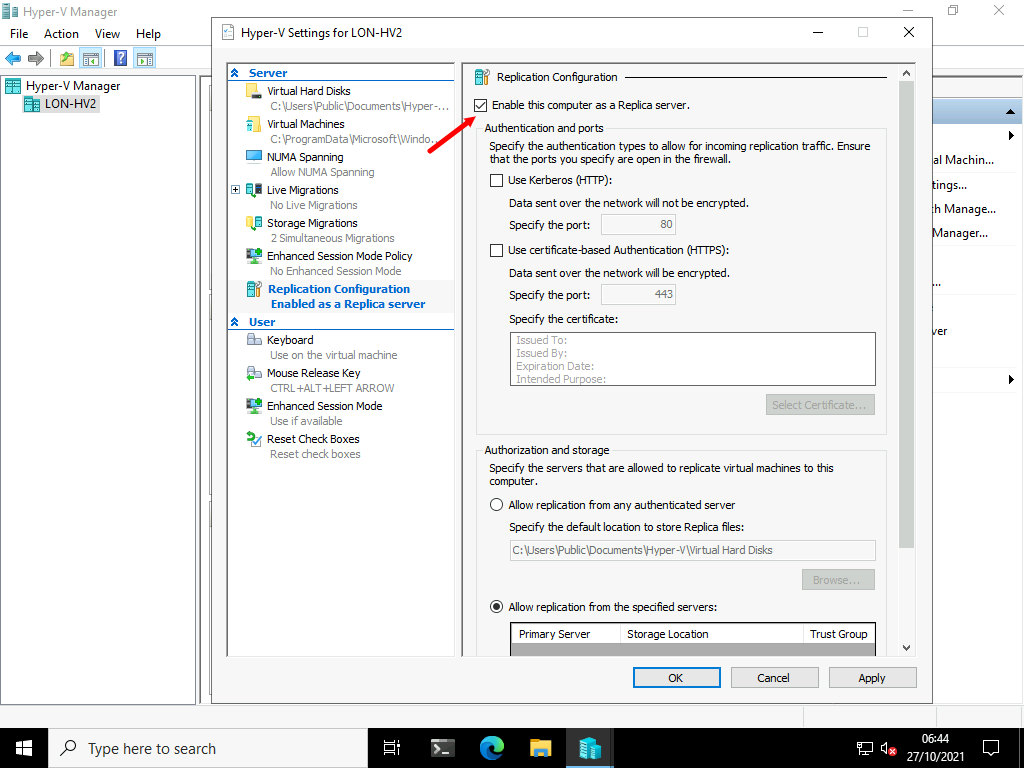 Hyper-V Manager
File Action View Help
Hyper-V Manager
LON-HV2
Hyper-V Settings for LON-HV2
Server
Virtual Hard Disks
C:\Users\Public\Documents\Hyper-...
Virtual Machines
C:\ProgramData\Microsoft\Windo...
NUMA Spanning
Allow NUMA Spanning
Live Migrations
No Live Migrations
Storage Migrations
2 Simultaneous Migrations
Enhanced Session Mode Policy
No Enhanced Session Mode
Replication Configuration
Enabled as a Replica server
User
Keyboard
Use on the virtual machine
Mouse Release Key
CTRL+ALT+LEFT ARROW
Enhanced Session Mode
Use if available
Reset Check Boxes
Reset check boxes
Replication Configuration
Enable this computer as a Replica server.
Authentication and ports
Specify the authentication types to allow for incoming replication traffic. Ensure
that the ports you specify are open in the firewall.
Use Kerberos (HTTP):
Data sent over the network will not be encrypted.
Specify the port: 80
Use certificate-based Authentication (HTTPS):
Data sent over the network will be encrypted.
Specify the port: 443
Specify the certificate:
Issued To:
Issued By:
Expiration Date:
Intended Purpose:
Select Certificate...
Authorization and storage
Specify the servers that are allowed to replicate virtual machines to this
computer.
Allow replication from any authenticated server
Specify the default location to store Replica files:
C:\Users\Public\Documents\Hyper-V\Virtual Hard Disks
Browse...
Allow replication from the specified servers:
Primary Server Storage Location Trust Group
OK Cancel Apply
al Machin...
tings...
h Manage...
Manager...
...
ver
Type here to search
06:44
27/10/2021